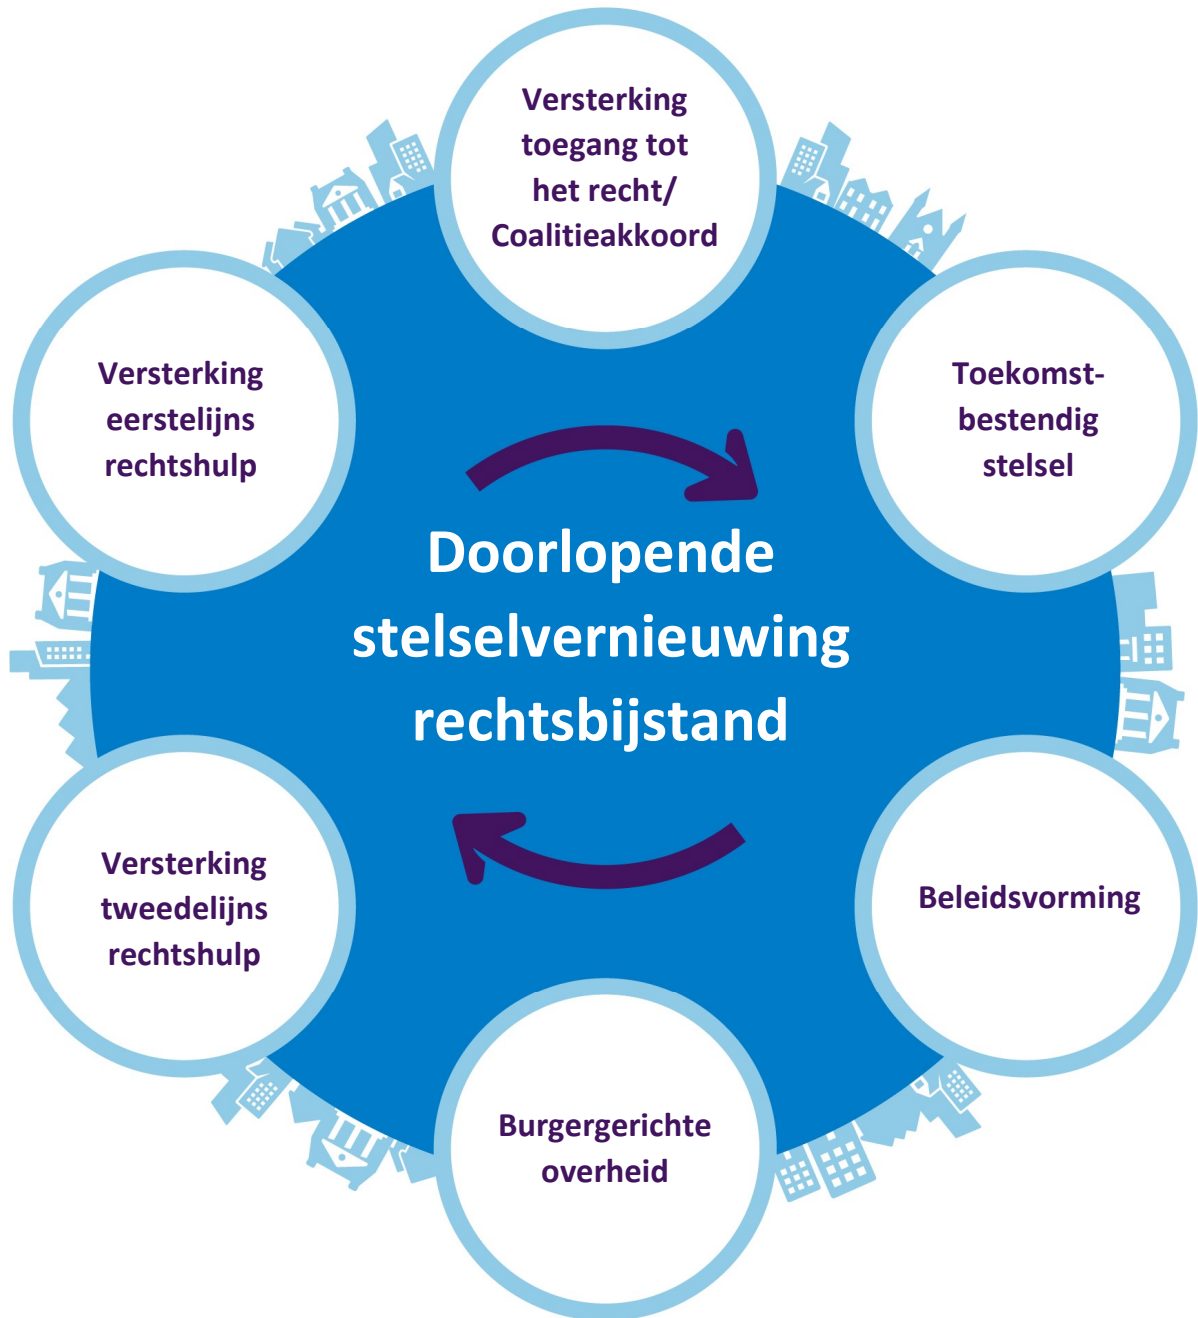 Versterking
toegang tot
het recht/
Coalitieakkoord
Versterking
eerstelijns
rechtshulp
Toekomst-
bestendig
stelsel
Doorlopende
stelselvernieuwing
rechtsbijstand
Versterking
tweedelijns
rechtshulp
Beleidsvorming
Burgergerichte
overheid